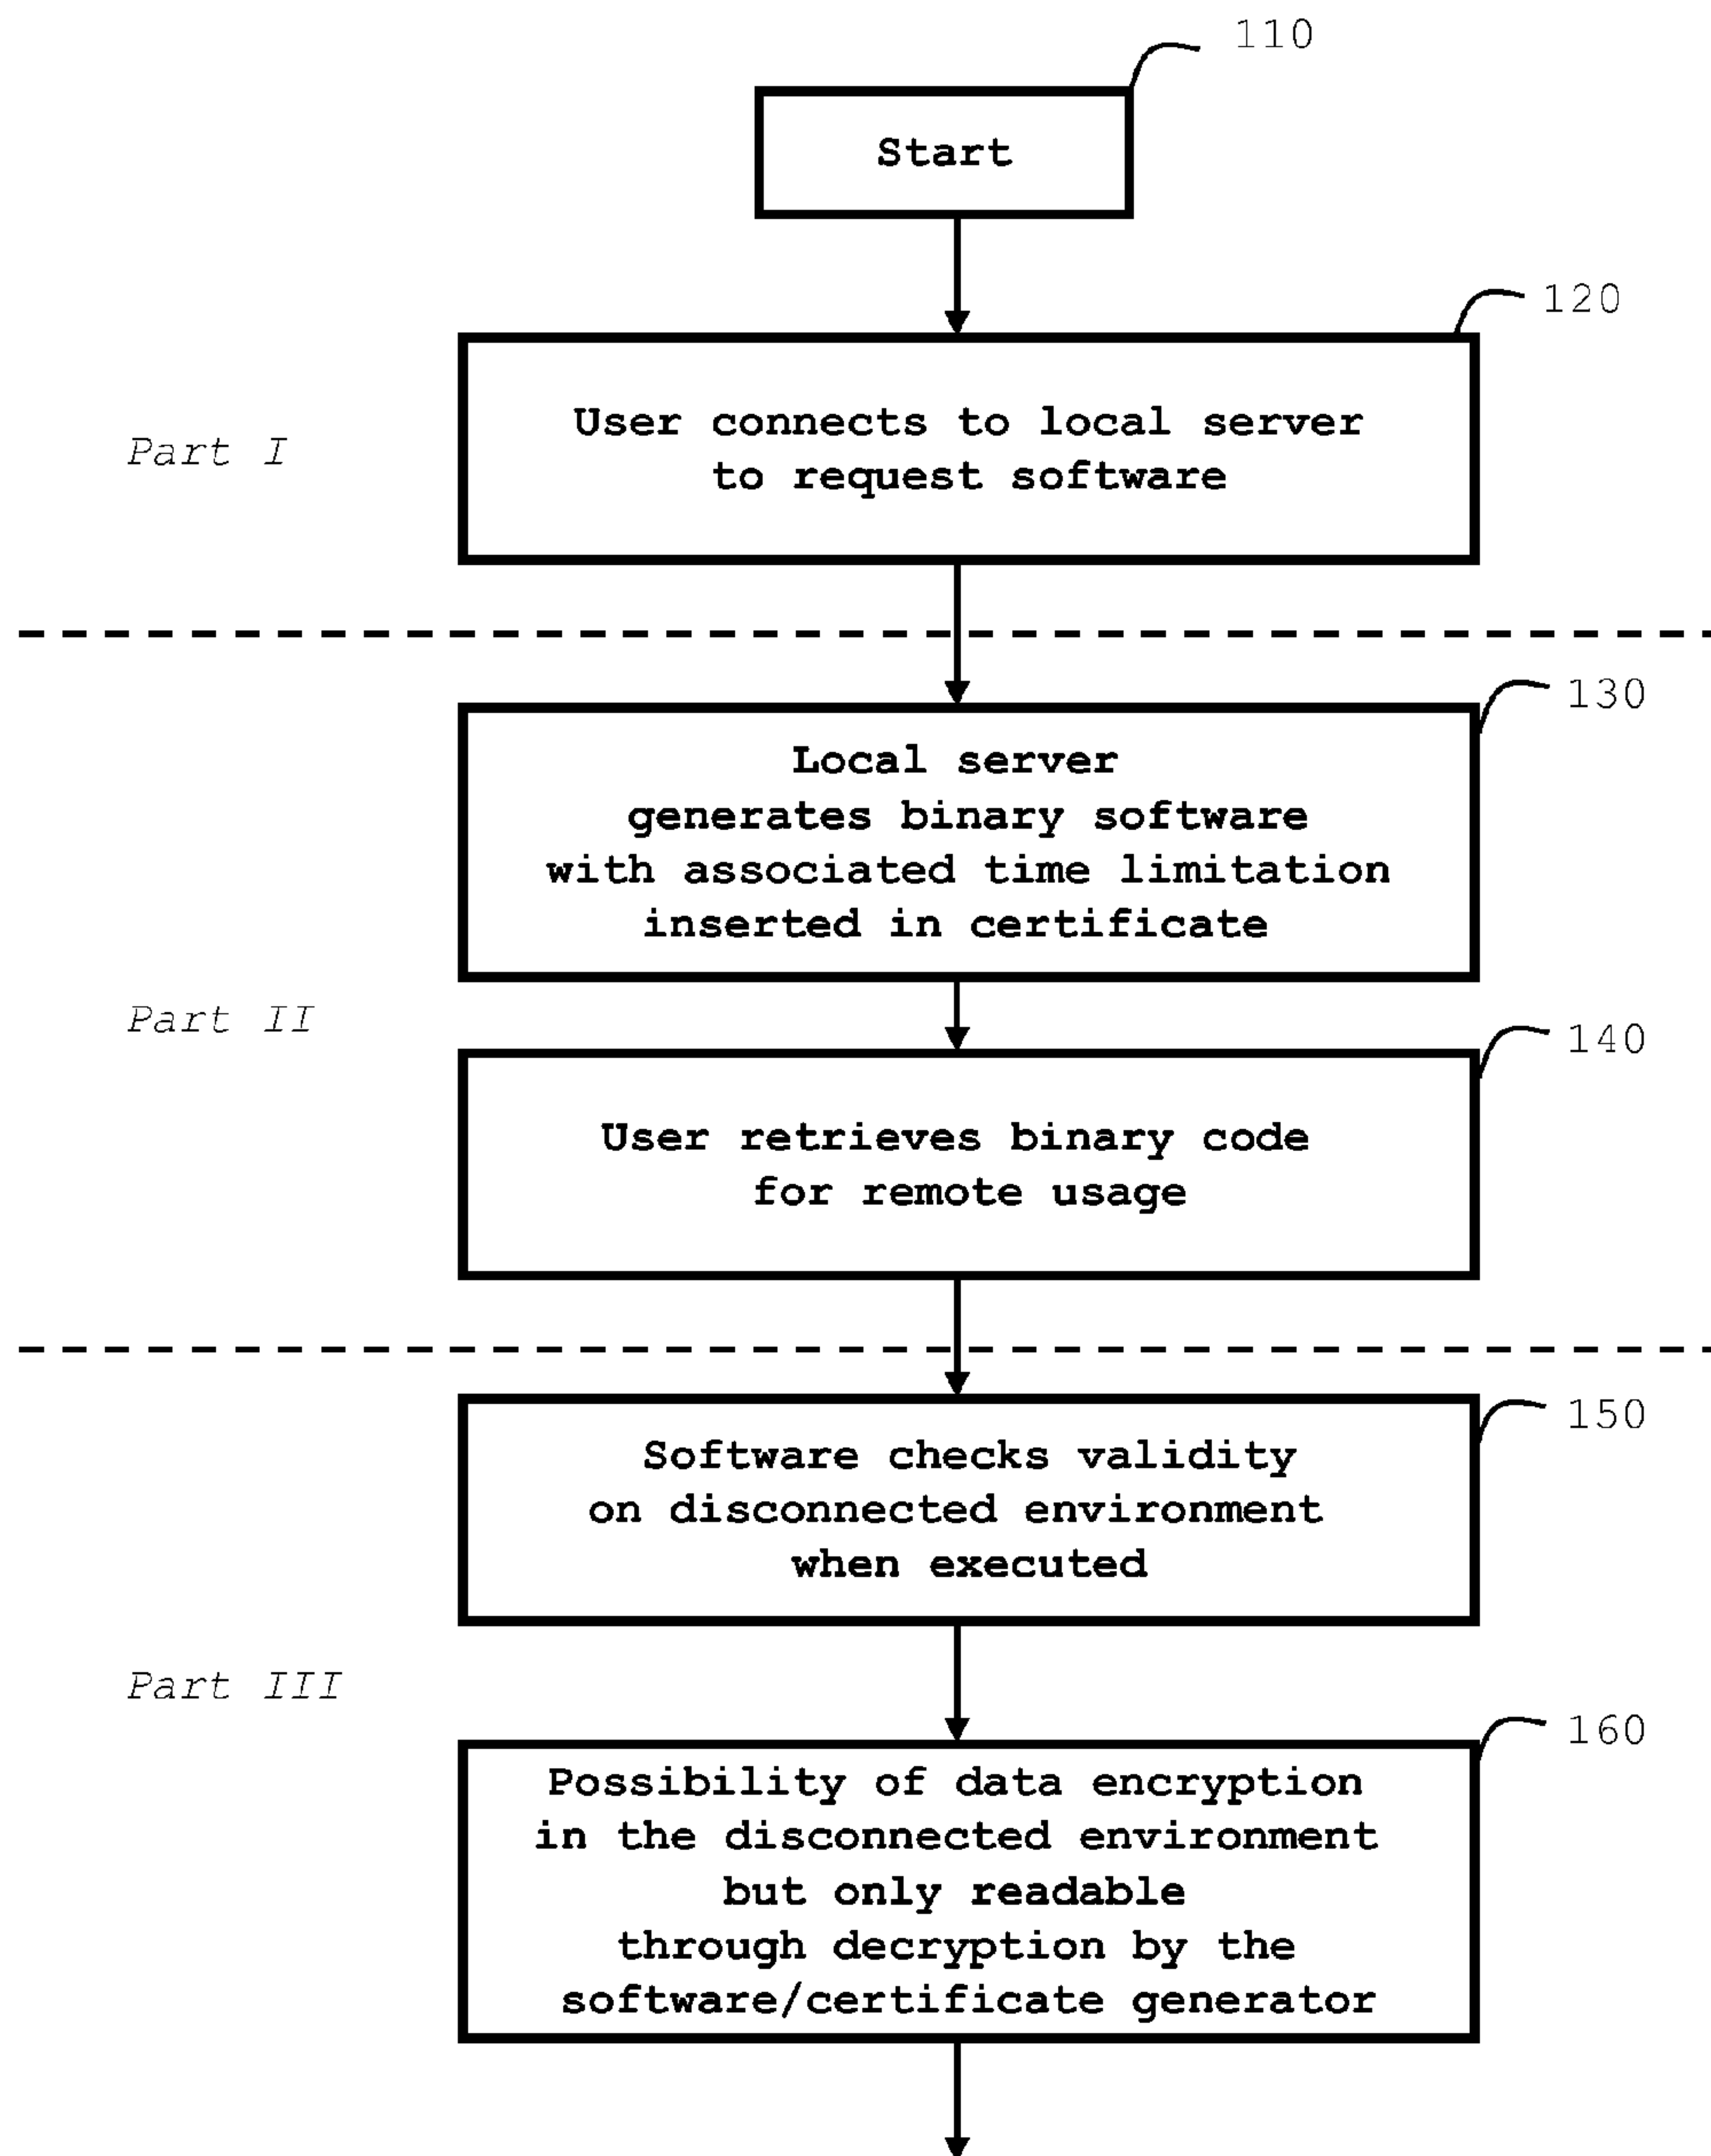 110
Start
120
User connects to local server
to request software
Part I
130
Local server
generates binary software
with associated time limitation
inserted in certificate
Part II
140
User retrieves binary code
for remote usage
150
Software checks validity
on disconnected environment
when executed
Part III
160
Possibility of data encryption
in the disconnected environment
but only readable
through decryption by the
software/certificate generator